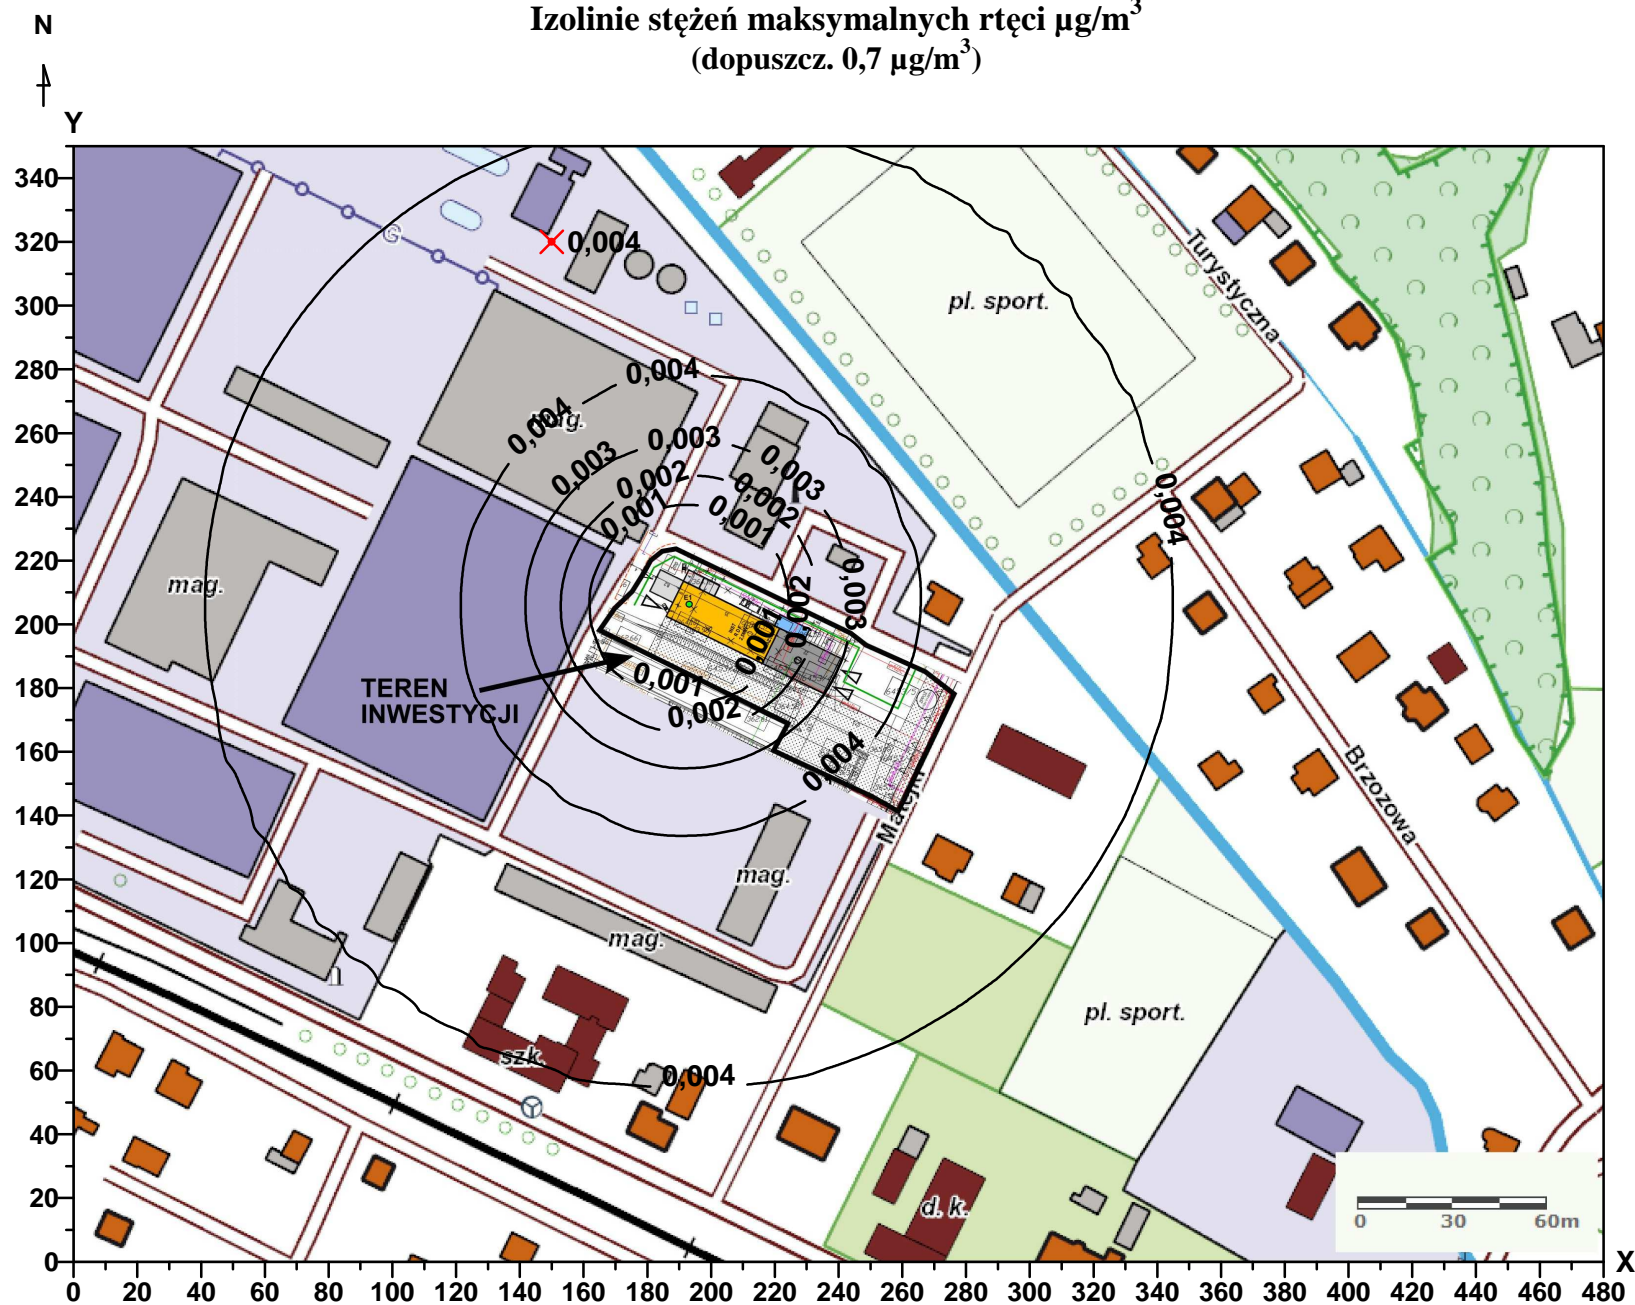 Izolinie stężeń maksymalnych rtęci µg/m³
(dopuszcz. 0,7 µg/m³)
N
Y
340
320
300
280
260
240
220
200
180
160
140
120
100
80
60
40
20
0
0,004
G
pl. sport.
Turystyczna
0,004
0,004
mag.
0,003
0,003
0,003
0,002
0,002
0,001
0,001
0,004
mag.
0,003
0,002
0,001
E1
TEREN
INWESTYCJI
0,001
0,002
0,004
Matejki
Brzozowa
mag.
mag.
pl. sport.
szk.
0,004
d. k.
0 30 60m
0 20 40 60 80 100 120 140 160 180 200 220 240 260 280 300 320 340 360 380 400 420 440 460 480
X